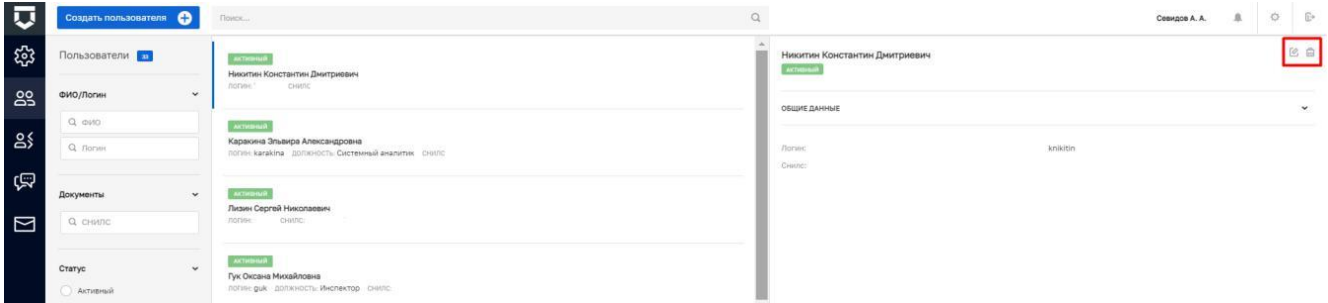 Создать пользователя
Поиск...
Севидов А. А.
Пользователи 33
ФИО/Логин
ФИО
Логин
Документы
СНИЛС
Статус
Активный
АКТИВНЫЙ
Никитин Константин Дмитриевич
ЛОГИН: СНИЛС
АКТИВНЫЙ
Каракина Эльвира Александровна
ЛОГИН: karakina ДОЛЖНОСТЬ: Системный аналитик СНИЛС
АКТИВНЫЙ
Лизин Сергей Николаевич
ЛОГИН: СНИЛС:
АКТИВНЫЙ
Гук Оксана Михайловна
ЛОГИН: guk ДОЛЖНОСТЬ: Инспектор СНИЛС:
Никитин Константин Дмитриевич
АКТИВНЫЙ
ОБЩИЕ ДАННЫЕ
Логин: knikitin
Снилс: